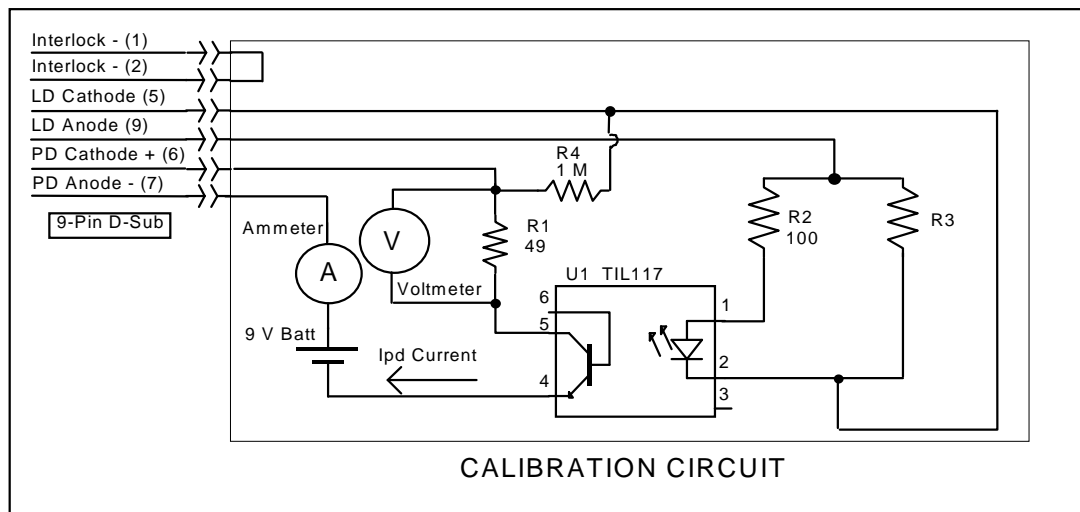 Interlock - (1)
Interlock - (2)
LD Cathode (5)
LD Anode (9)
PD Cathode + (6)
PD Anode - (7)
9-Pin D-Sub
Ammeter
A
V
Voltmeter
R4
1 M
R1
49
R2
100
R3
U1 TIL117
6
5
4
1
2
3
9 V Batt
Ipd Current
CALIBRATION CIRCUIT